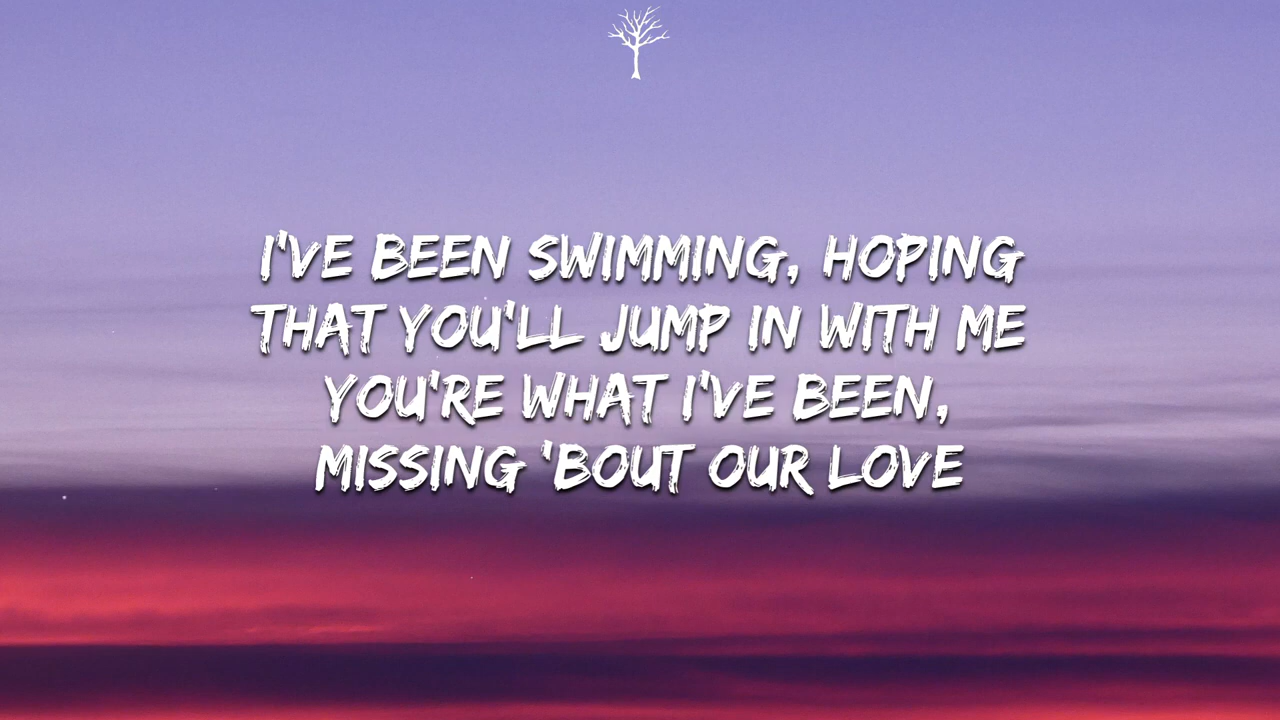 I'VE BEEN SWIMMING, HOPING
THAT YOU'LL JUMP IN WITH ME
YOU'RE WHAT I'VE BEEN,
MISSING 'BOUT OUR LOVE